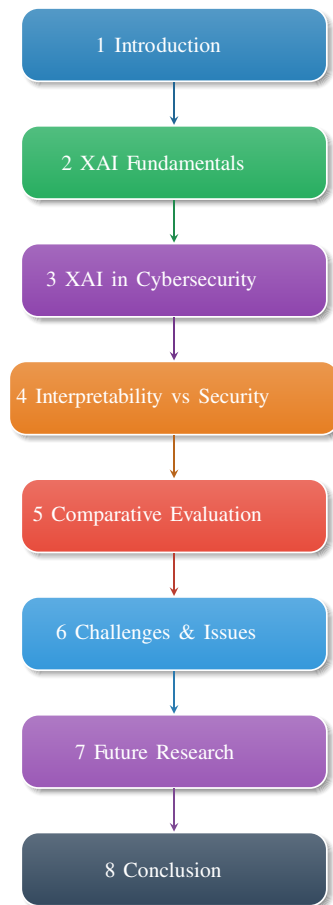 1 Introduction
2 XAI Fundamentals
3 XAI in Cybersecurity
4 Interpretability vs Security
5 Comparative Evaluation
6 Challenges & Issues
7 Future Research
8 Conclusion